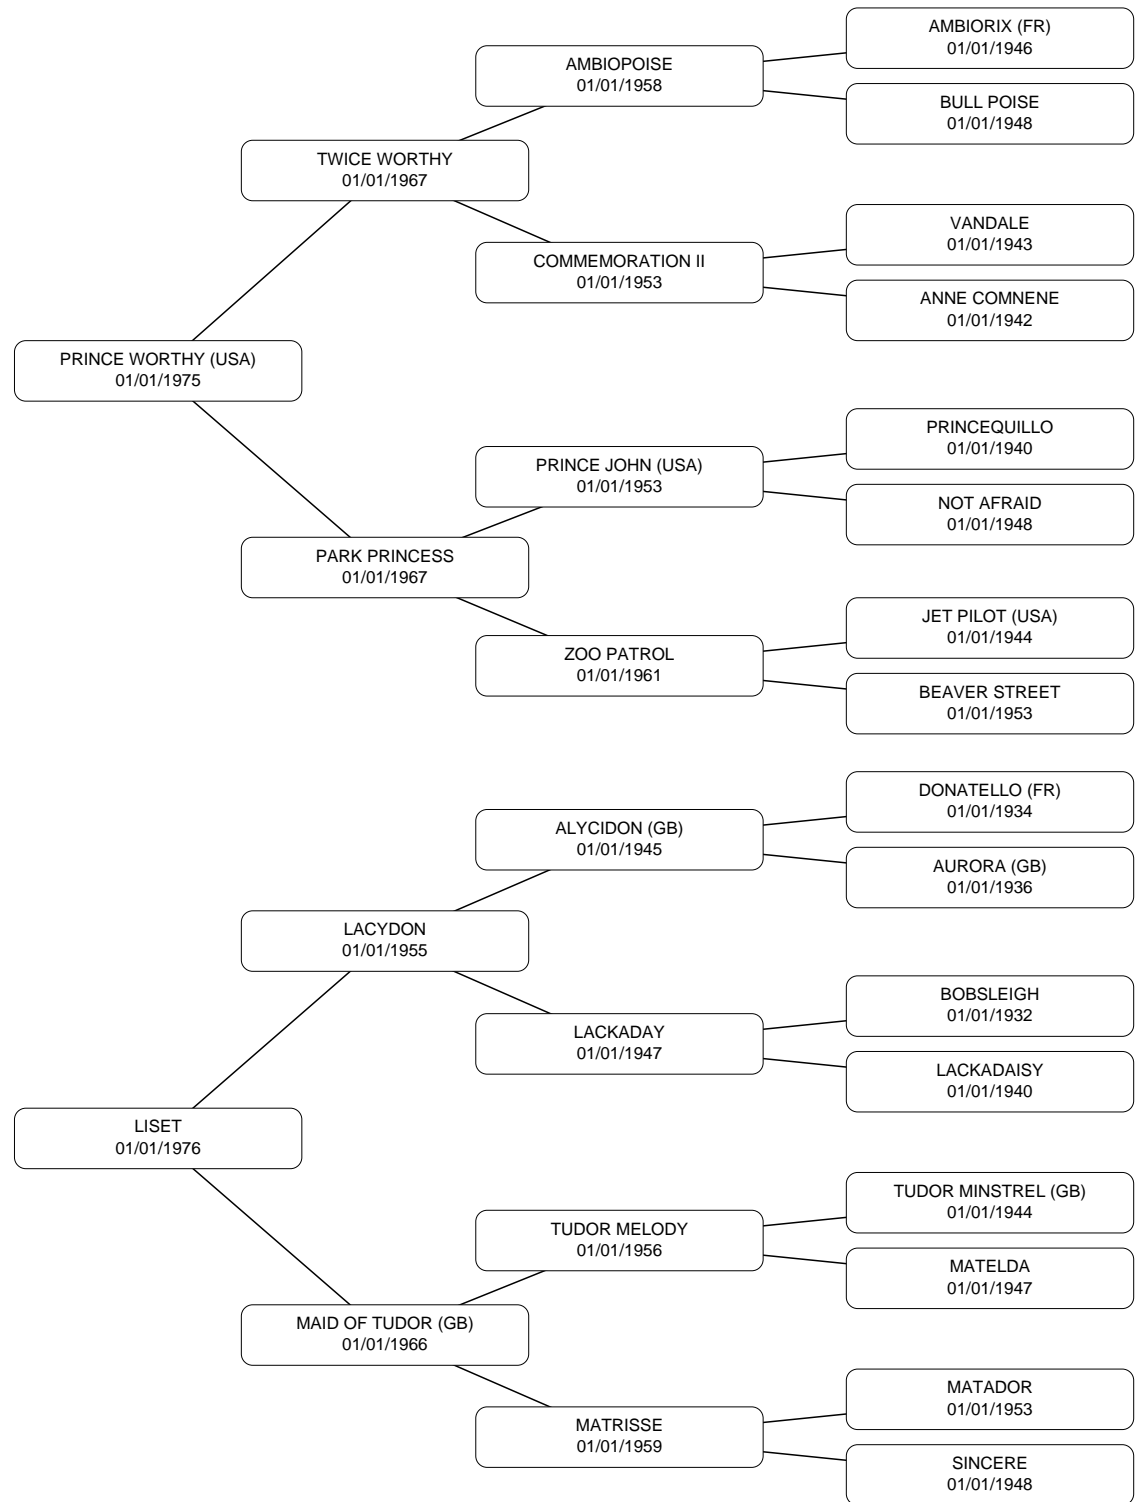 AMBIORIX (FR)
01/01/1946
AMBIOPOISE
01/01/1958
BULL POISE
01/01/1948
TWICE WORTHY
01/01/1967
VANDALE
01/01/1943
COMMEMORATION II
01/01/1953
ANNE COMNENE
01/01/1942
PRINCE WORTHY (USA)
01/01/1975
PRINCEQUILLO
01/01/1940
PRINCE JOHN (USA)
01/01/1953
NOT AFRAID
01/01/1948
PARK PRINCESS
01/01/1967
JET PILOT (USA)
01/01/1944
ZOO PATROL
01/01/1961
BEAVER STREET
01/01/1953
DONATELLO (FR)
01/01/1934
ALYCIDON (GB)
01/01/1945
AURORA (GB)
01/01/1936
LACYDON
01/01/1955
BOBSLEIGH
01/01/1932
LACKADAY
01/01/1947
LACKADAISY
01/01/1940
LISET
01/01/1976
TUDOR MINSTREL (GB)
01/01/1944
TUDOR MELODY
01/01/1956
MATELDA
01/01/1947
MAID OF TUDOR (GB)
01/01/1966
MATADOR
01/01/1953
MATRISSE
01/01/1959
SINCERE
01/01/1948